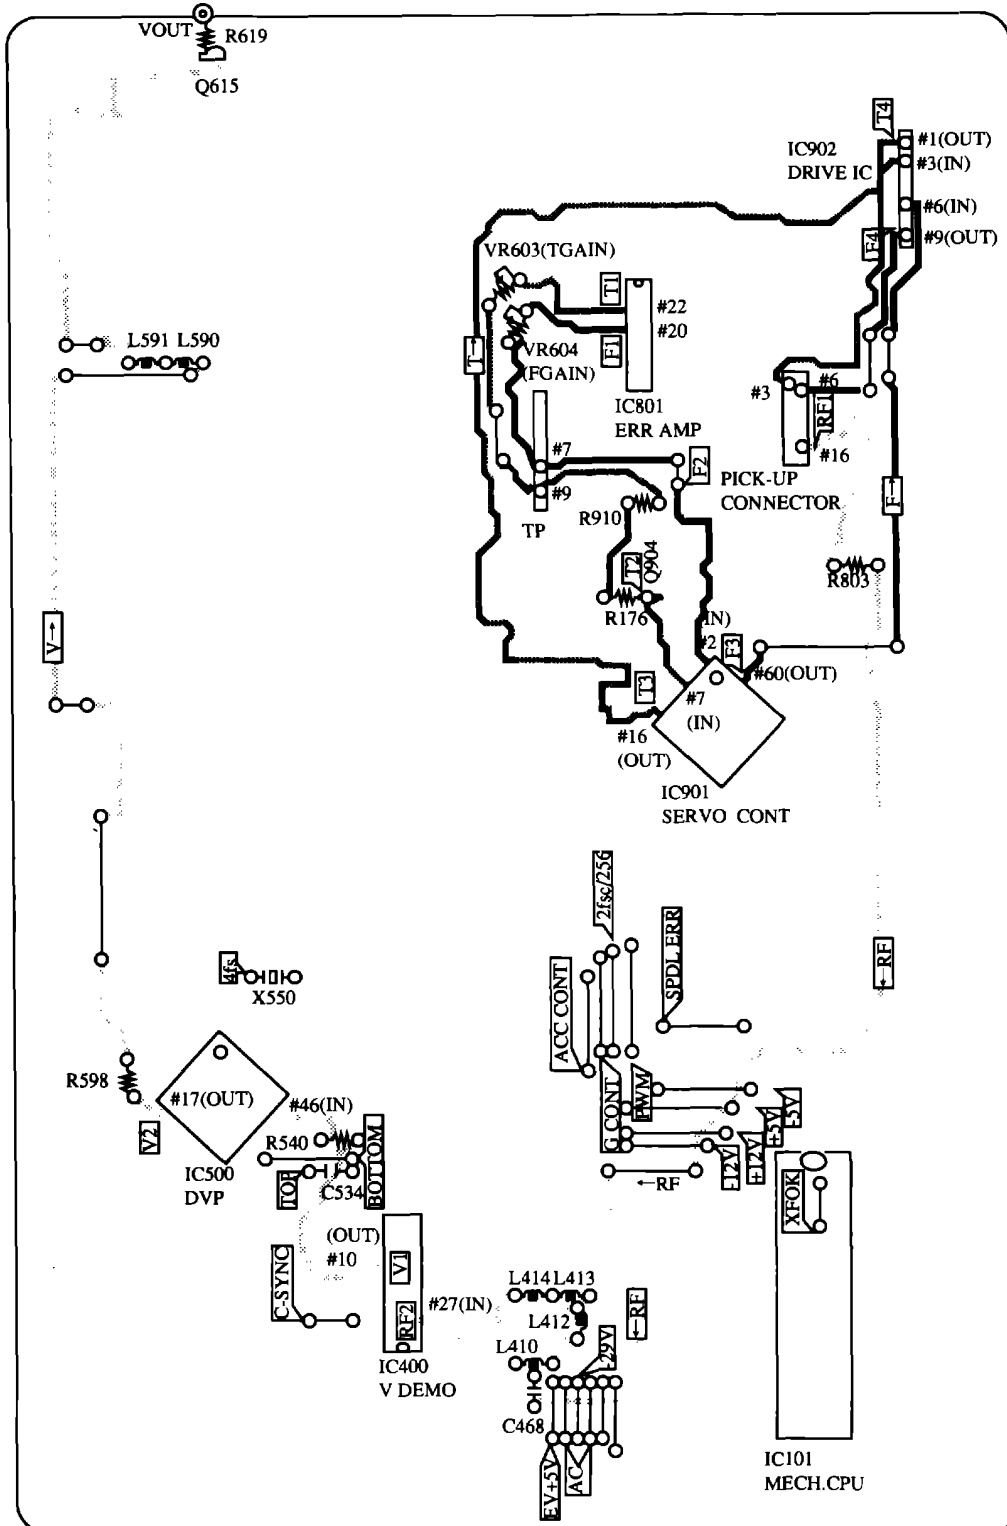 VOUT
R619
Q615
T4
#1(OUT)
IC902
DRIVE IC
#3(IN)
#6(IN)
F4
#9(OUT)
VR603(TGAIN)
T1
#22
#20
T→
F1
VR604
(FGAIN)
L591 L590
IC801
ERR AMP
#3
#6
RF1
#16
#7
#9
F2
PICK-UP
CONNECTOR
F→
TP
R910
T2
Q904
R803
R176
V→
(IN)
#2
F3
#60(OUT)
T3
#7
(IN)
#16
(OUT)
IC901
SERVO CONT
2fsc/256
4fs
X550
ACC CONT
SPDL ERR
←RF
R598
#17(OUT)
#46(IN)
V2
R540
IC500
DVP
TOP
C534
BOTTOM
G CONT
PWM
-5V
+5V
+12V
-12V
←RF
XFOK
(OUT)
#10
C-SYNC
V1
RF2
#27(IN)
L414 L413
L412
←RF
L410
-29V
IC400
V DEMO
C468
EV+5V
AC
IC101
MECH.CPU